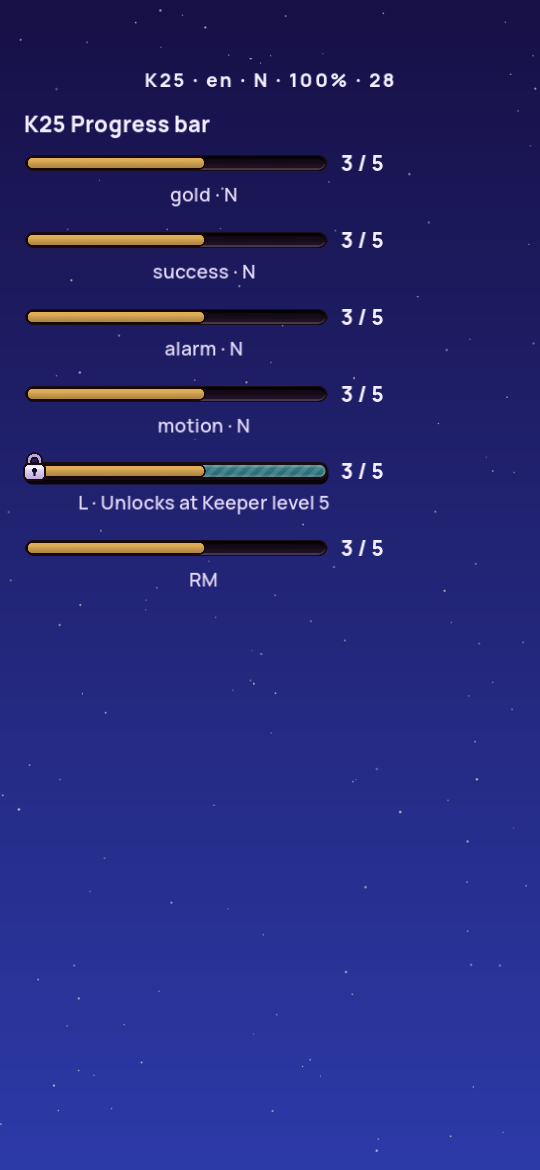 K25 · en · N · 100% · 28
K25 Progress bar
3 / 5
gold · N
3 / 5
success · N
3 / 5
alarm · N
3 / 5
motion · N
3 / 5
L · Unlocks at Keeper level 5
3 / 5
RM